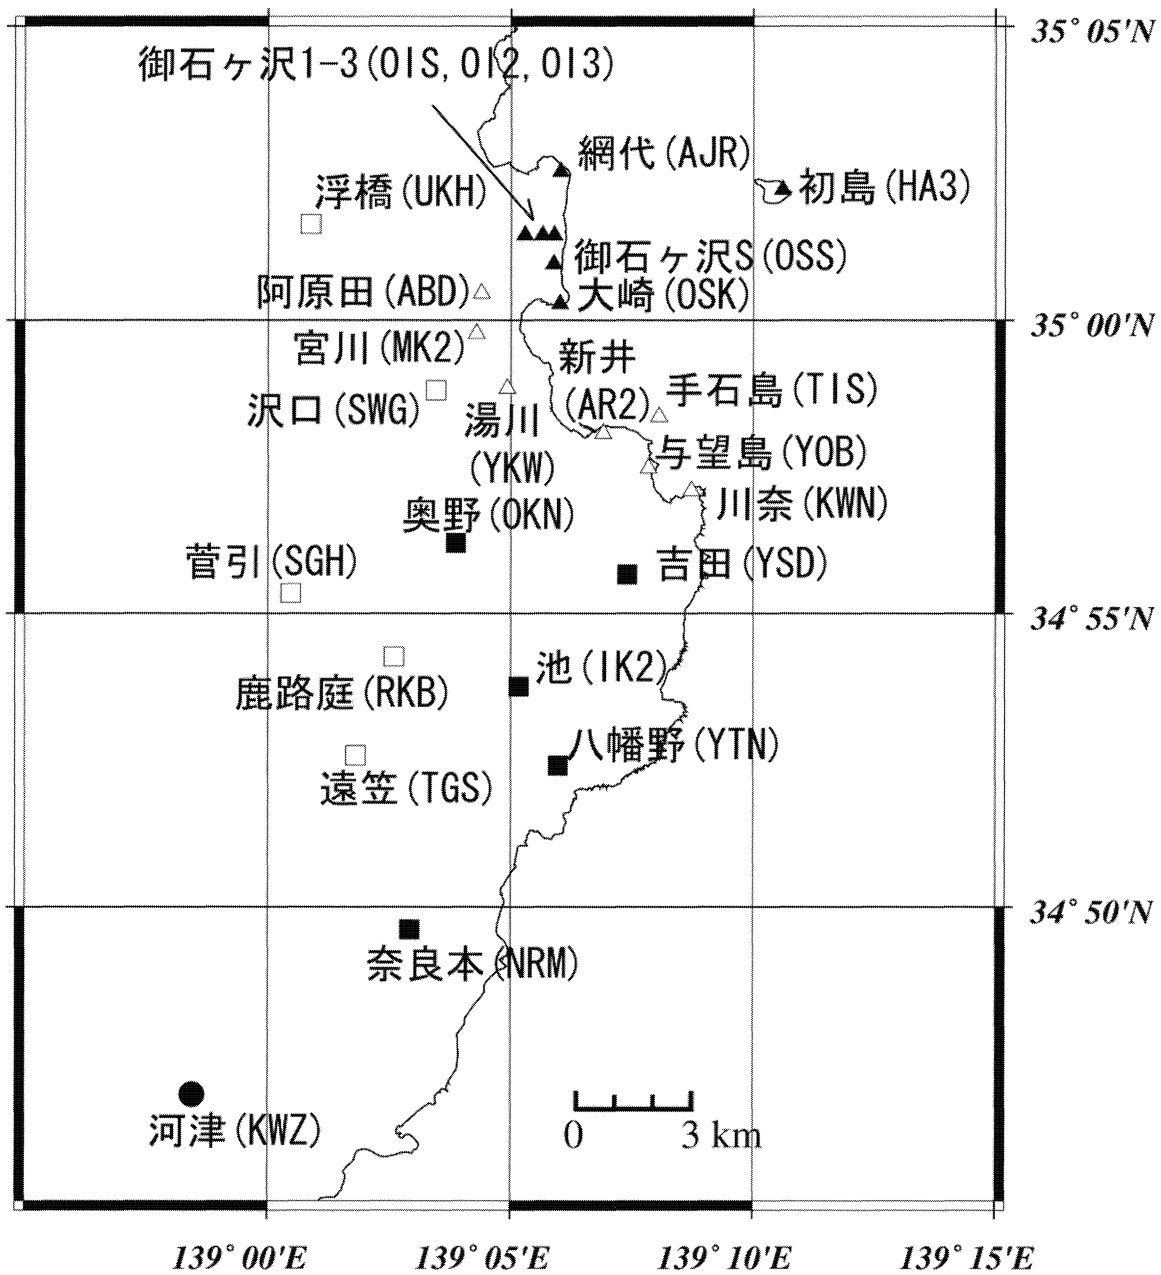 35°05'N
御石ヶ沢1-3(OIS,OI2,OI3)
網代(AJR)
浮橋(UKH)
初島(HA3)
御石ヶ沢S(OSS)
阿原田(ABD)
大崎(OSK)
35°00'N
宮川(MK2)
新井
(AR2)
手石島(TIS)
沢口(SWG)
湯川
(YKW)
与望島(YOB)
川奈(KWN)
奥野(OKN)
菅引(SGH)
吉田(YSD)
34°55'N
池(IK2)
鹿路庭(RKB)
八幡野(YTN)
遠笠(TGS)
34°50'N
奈良本(NRM)
河津(KWZ)
0 3 km
139°00'E 139°05'E 139°10'E 139°15'E